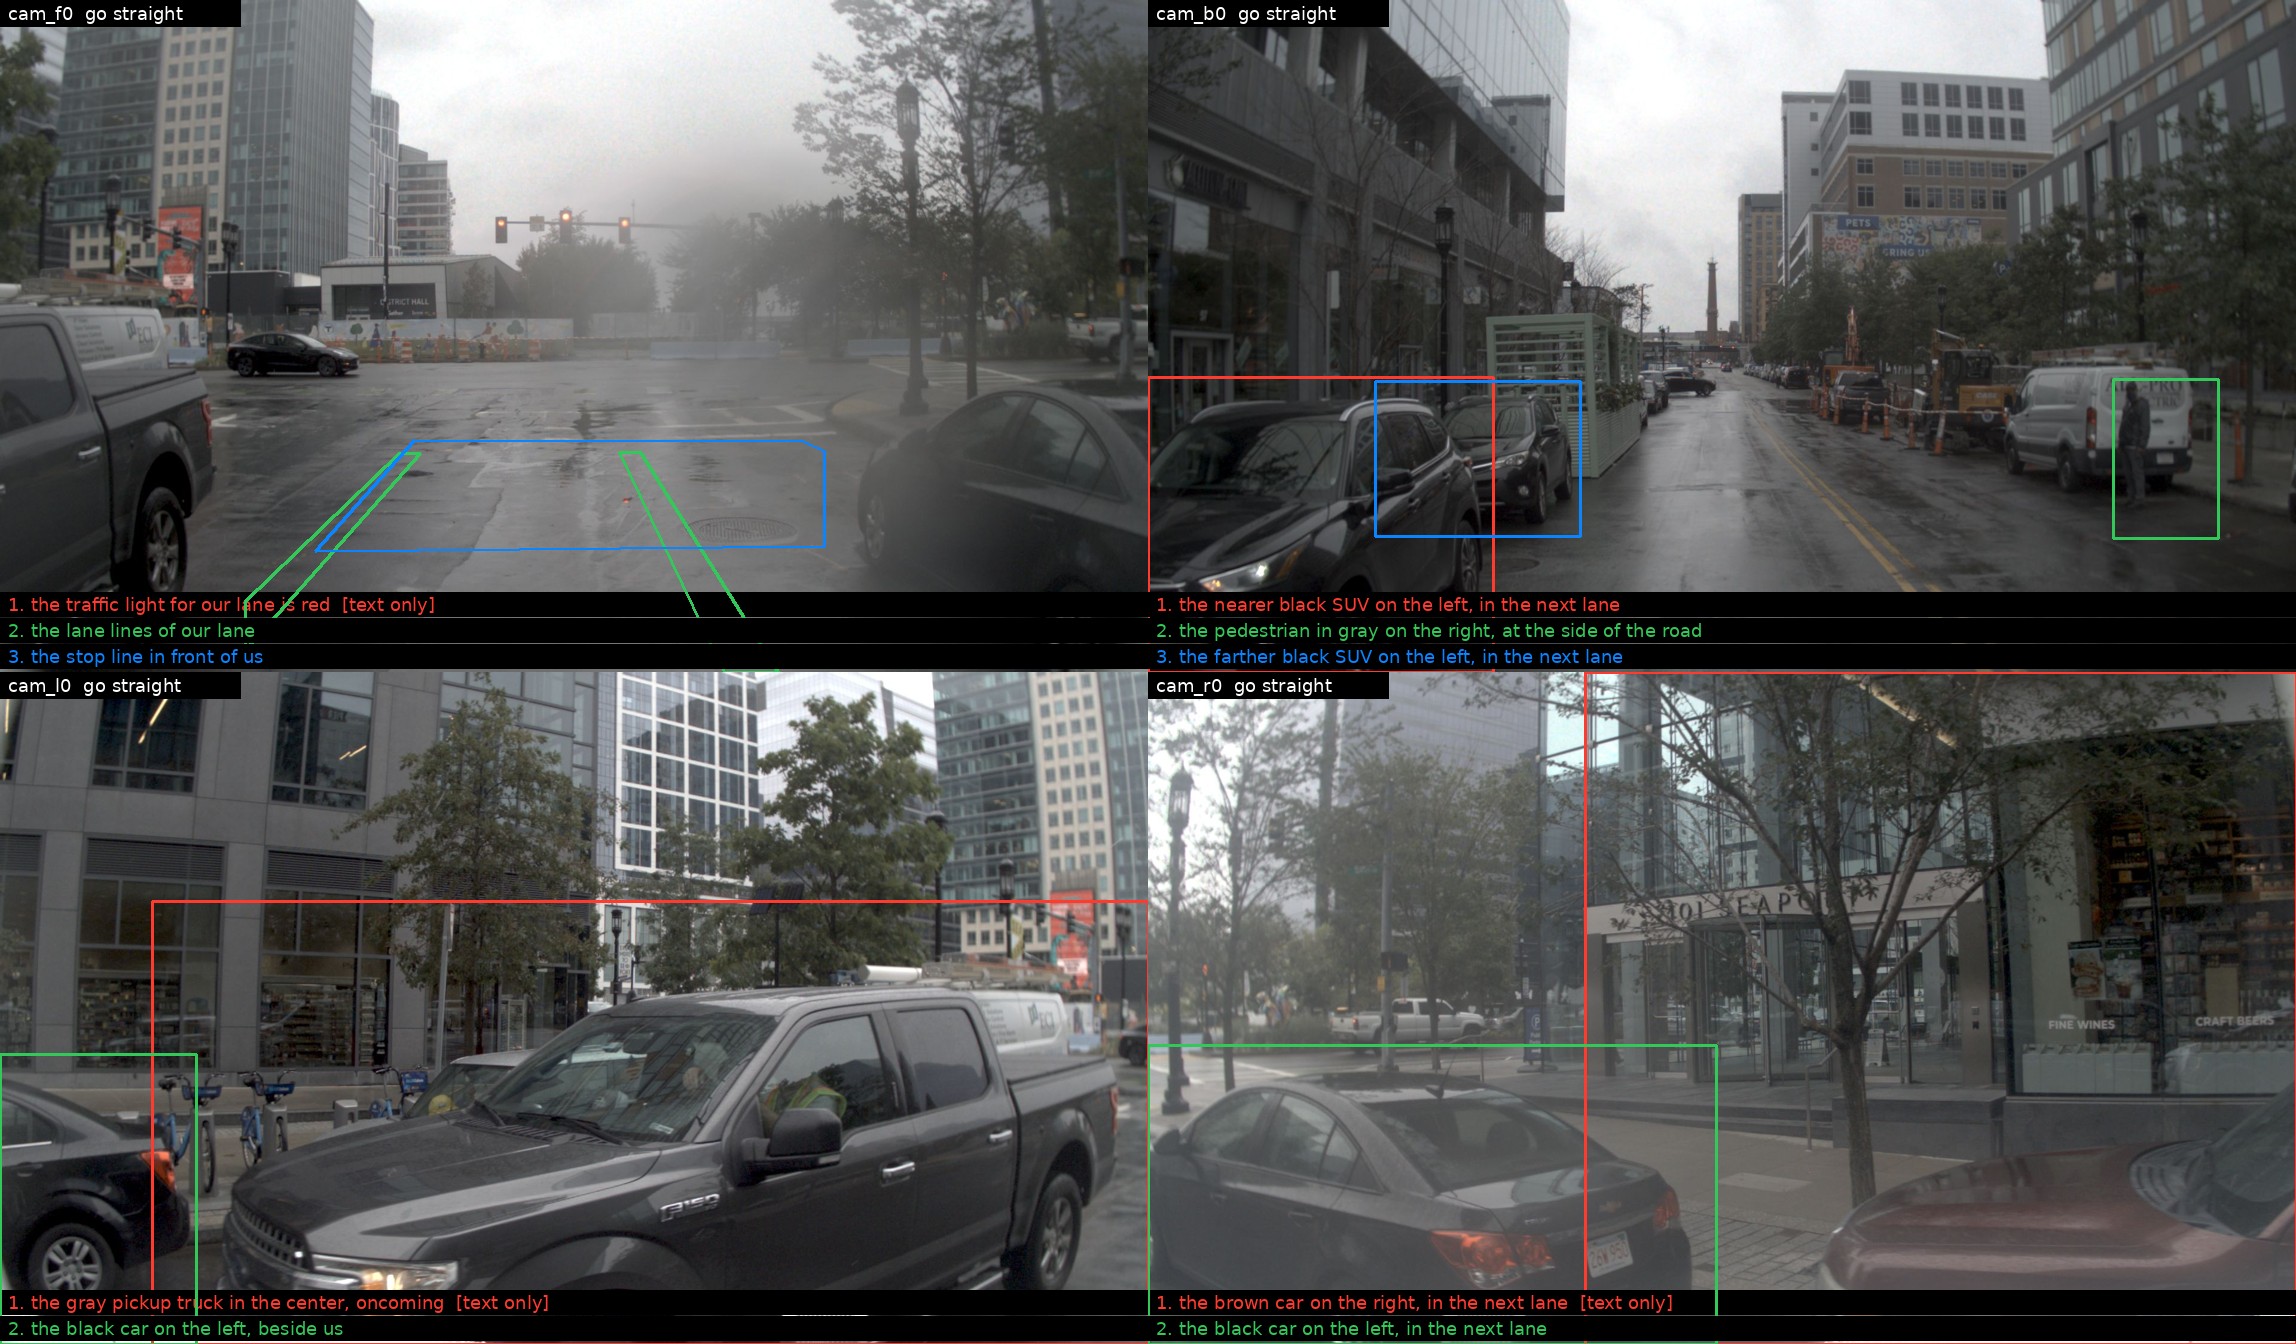 cam_f0 go straight
DISTRICT HALL
ECI
1. the traffic light for our lane is red [text only]
2. the lane lines of our lane
3. the stop line in front of us
cam_b0 go straight
PETS
1. the nearer black SUV on the left, in the next lane
2. the pedestrian in gray on the right, at the side of the road
3. the farther black SUV on the left, in the next lane
cam_l0 go straight
ECI
F150
1. the gray pickup truck in the center, oncoming [text only]
2. the black car on the left, beside us
cam_r0 go straight
101 SEAPORT
FINE WINES
CRAFT BEERS
1. the brown car on the right, in the next lane [text only]
2. the black car on the left, in the next lane